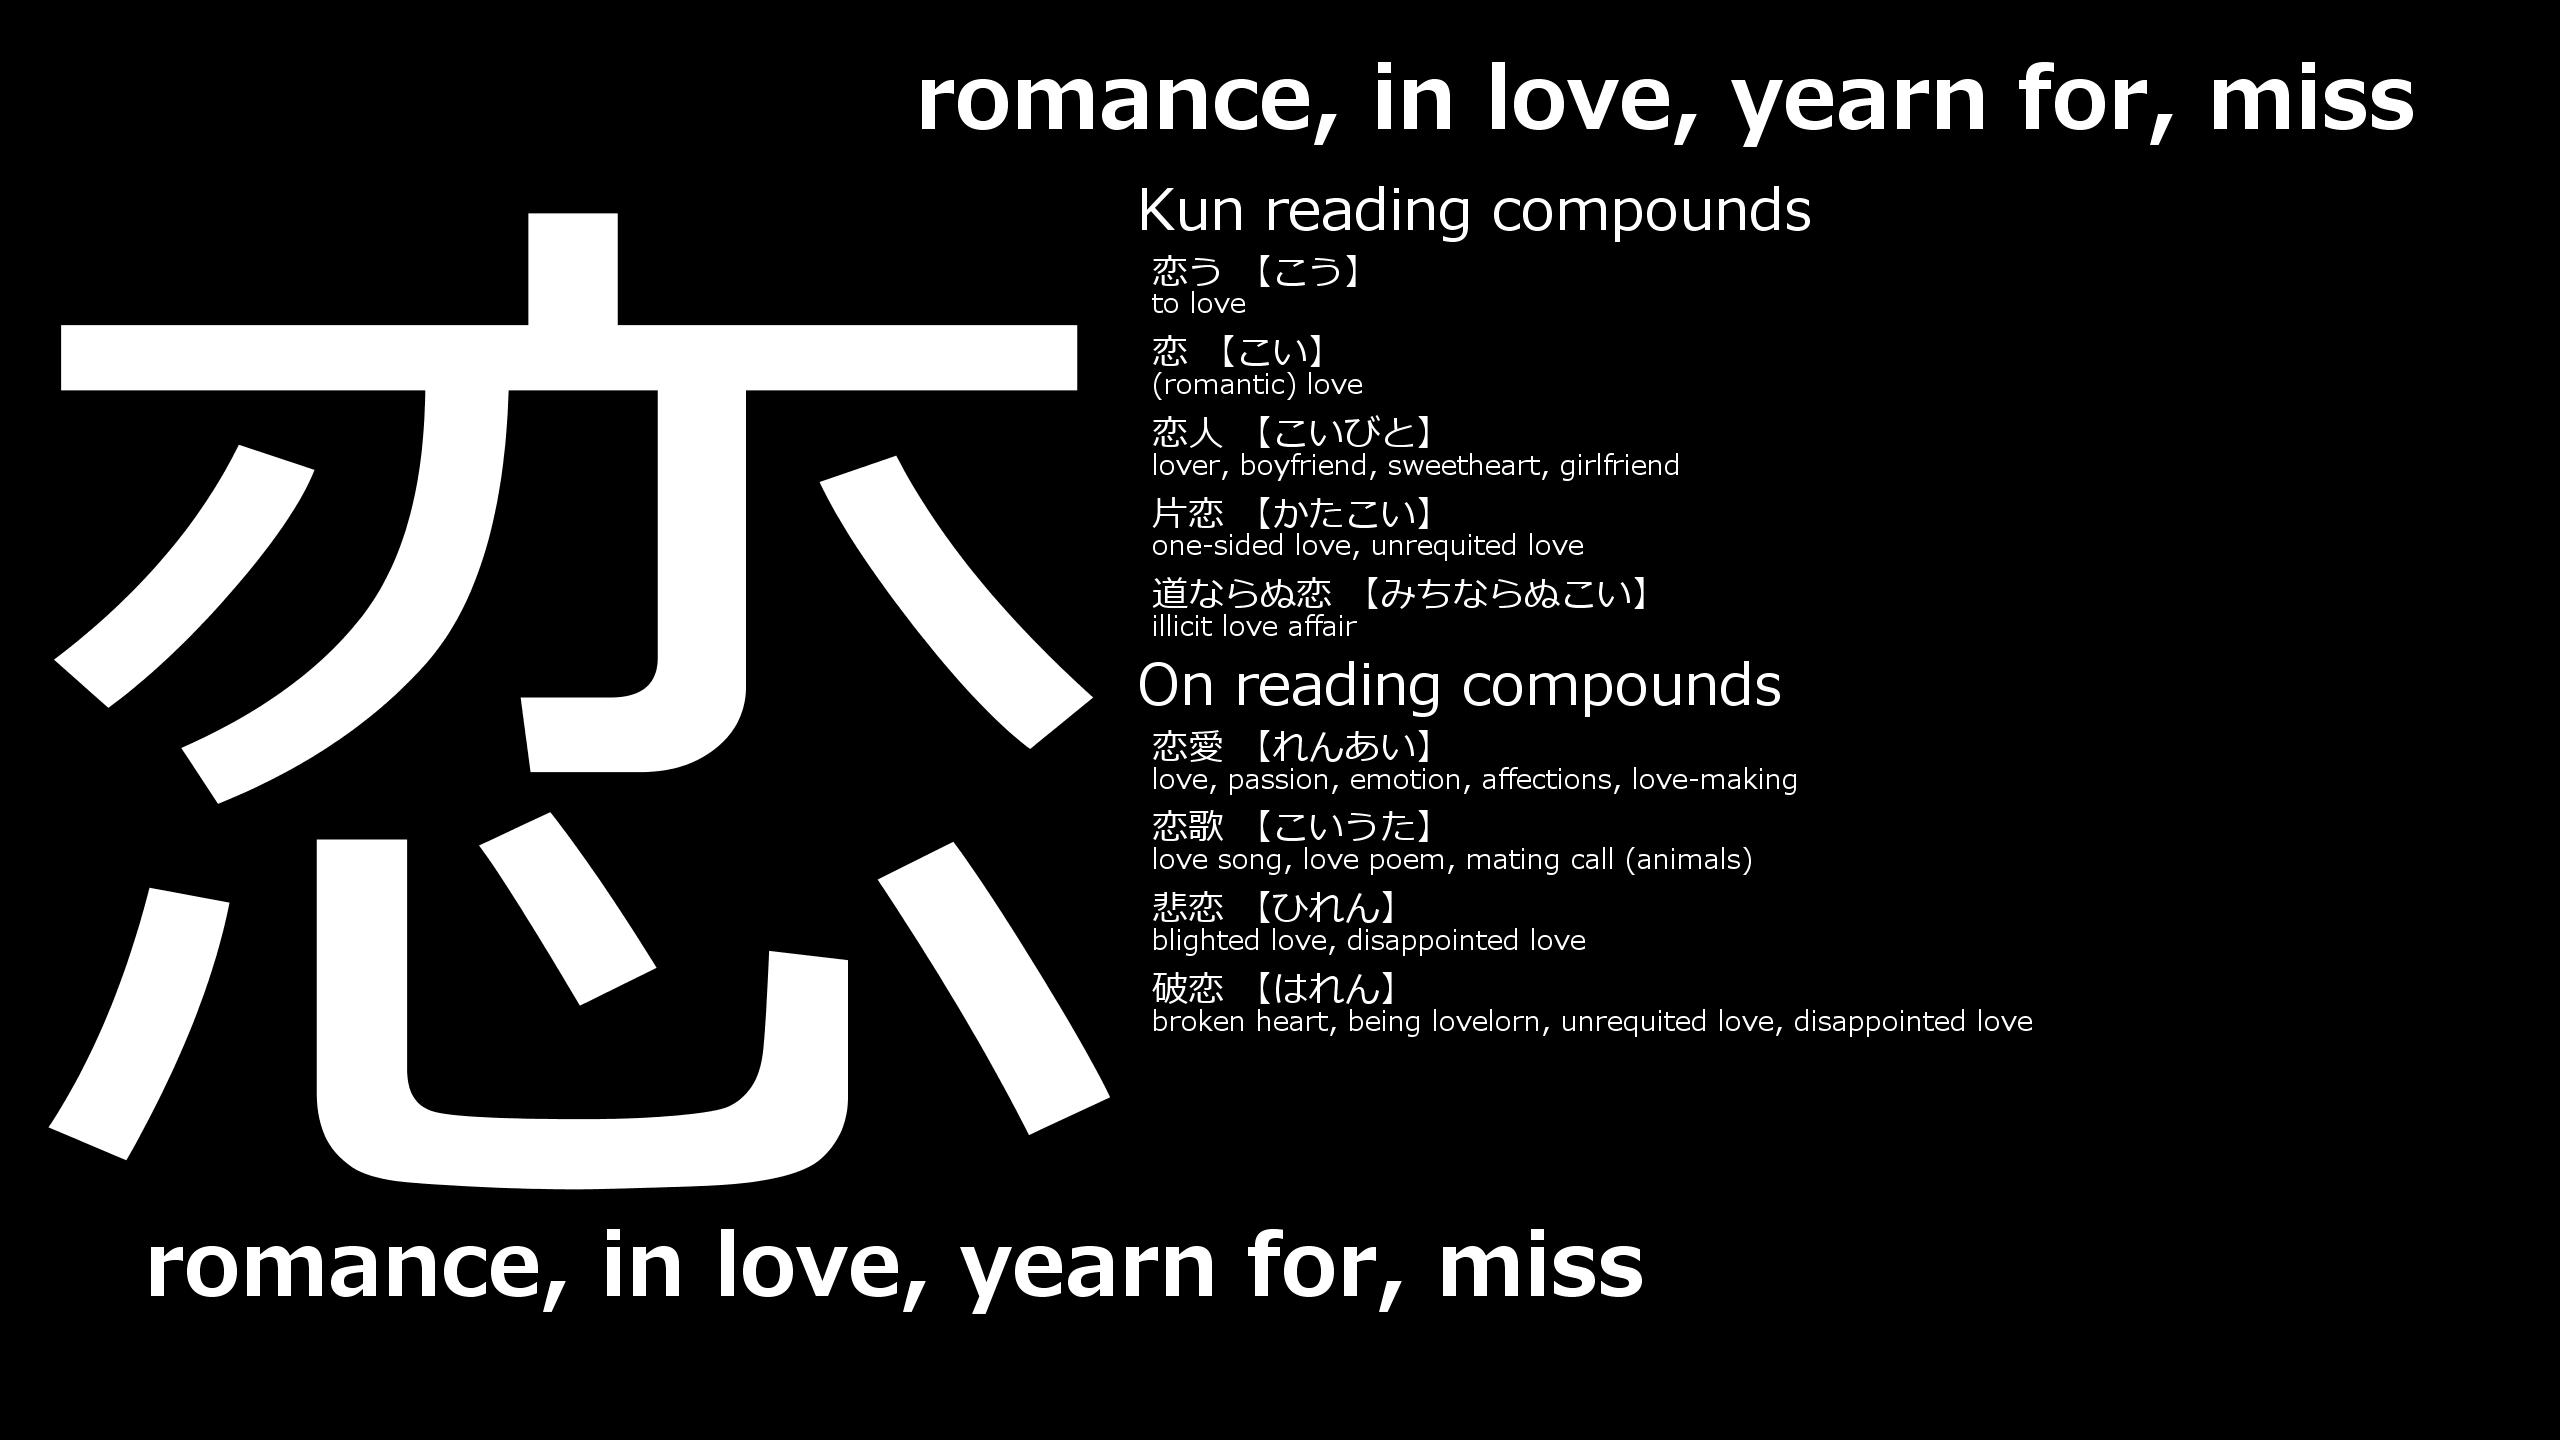 romance, in love, yearn for, miss
恋
Kun reading compounds
恋う 【こう】
to love
恋 【こい】
(romantic) love
恋人 【こいびと】
lover, boyfriend, sweetheart, girlfriend
片恋 【かたこい】
one-sided love, unrequited love
道ならぬ恋 【みちならぬこい】
illicit love affair
On reading compounds
恋愛 【れんあい】
love, passion, emotion, affections, love-making
恋歌 【こいうた】
love song, love poem, mating call (animals)
悲恋 【ひれん】
blighted love, disappointed love
破恋 【はれん】
broken heart, being lovelorn, unrequited love, disappointed love
romance, in love, yearn for, miss